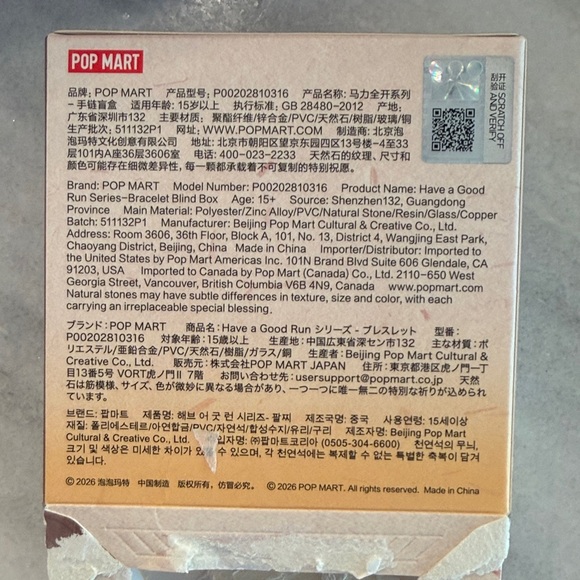 POP MART
品牌: POP MART 产品型号: P00202810316 产品名称: 马力全开系列
- 手链盲盒 适用年龄: 15岁以上 执行标准: GB 28480-2012 产地:
广东省深圳市132 主要材质: 聚酯纤维/锌合金/PVC/天然石/树脂/玻璃/铜
生产批次: 511132P1 网址: WWW.POPMART.COM 制造商: 北京泡
泡玛特文化创意有限公司 地址: 北京市朝阳区望京东园四区13号楼-4至33
层101内A座36层3606室 电话: 400-023-2233 天然石的纹理、尺寸和
颜色可能存在细微差异性, 每一颗都承载着不可复制的特别祝愿。
开证 SCRATCH OFF
刮验 AND VERIFY
Brand: POP MART Model Number: P00202810316 Product Name: Have a Good
Run Series-Bracelet Blind Box Age: 15+ Source: Shenzhen132, Guangdong
Province Main Material: Polyester/Zinc Alloy/PVC/Natural Stone/Resin/Glass/Copper
Batch: 511132P1 Manufacturer: Beijing Pop Mart Cultural & Creative Co., Ltd.
Address: Room 3606, 36th Floor, Block A, 101, No. 13, District 4, Wangjing East Park,
Chaoyang District, Beijing, China Made in China Importer/Distributor: Imported to
the United States by Pop Mart Americas Inc. 101N Brand Blvd Suite 606 Glendale, CA
91203, USA Imported to Canada by Pop Mart (Canada) Co., Ltd. 2110-650 West
Georgia Street, Vancouver, British Columbia V6B 4N9, Canada www.popmart.com
Natural stones may have subtle differences in texture, size and color, with each
carrying an irreplaceable special blessing.
ブランド: POP MART 商品名: Have a Good Run シリーズ - ブレスレット 型番:
P00202810316 対象年齢: 15歳以上 生産地: 中国広東省深セン市132 主な材質: ポ
リエステル/亜鉛合金/PVC/天然石/樹脂/ガラス/銅 生産者: Beijing Pop Mart Cultural &
Creative Co., Ltd. 販売元: 株式会社POP MART JAPAN 住所: 東京都港区虎ノ門一丁
目13番5号 VORT虎ノ門II 7階 お問い合わせ先: usersupport@popmart.co.jp 天然
石は筋模様、サイズ、色が微妙に異なる場合があり、一つ一つに唯一無二の特別な祈りが込められ
ています。
브랜드: 팝마트 제품명: 해브 어 굿 런 시리즈- 팔찌 제조국명: 중국 사용연령: 15세이상
재질: 폴리에스테르/아연합금/PVC/자연석/합성수지/유리/구리 제조자명: Beijing Pop Mart
Cultural & Creative Co., Ltd. 입자명: ㈜팝마트코리아 (0505-304-6600) 천연석의 무늬,
크기 및 색상은 미세한 차이가 수 있으며, 각 천연석에는 복제할 수 없는 특별한 축복이 담겨
있습니다.
©2026 泡泡玛特 中国制造 版权所有, 仿冒必究。 ©2026 POP MART. All rights reserved. Made in China